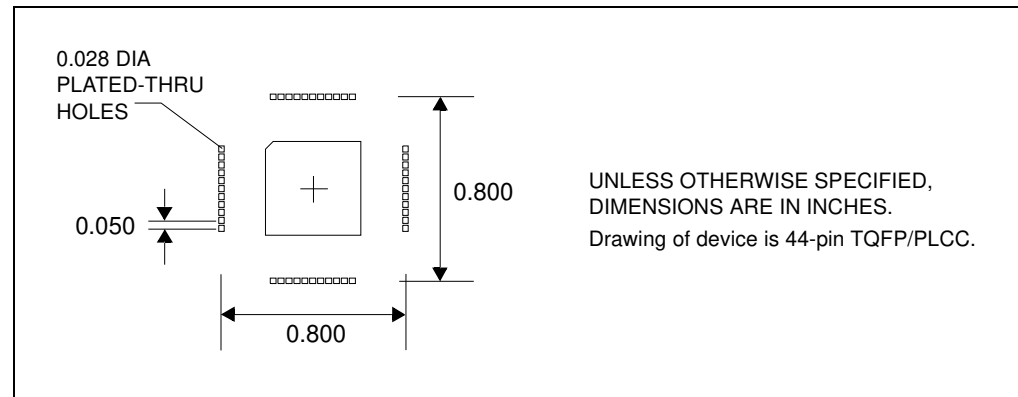 0.028 DIA
PLATED-THRU
HOLES
0.050
0.800
0.800
UNLESS OTHERWISE SPECIFIED,
DIMENSIONS ARE IN INCHES.
Drawing of device is 44-pin TQFP/PLCC.